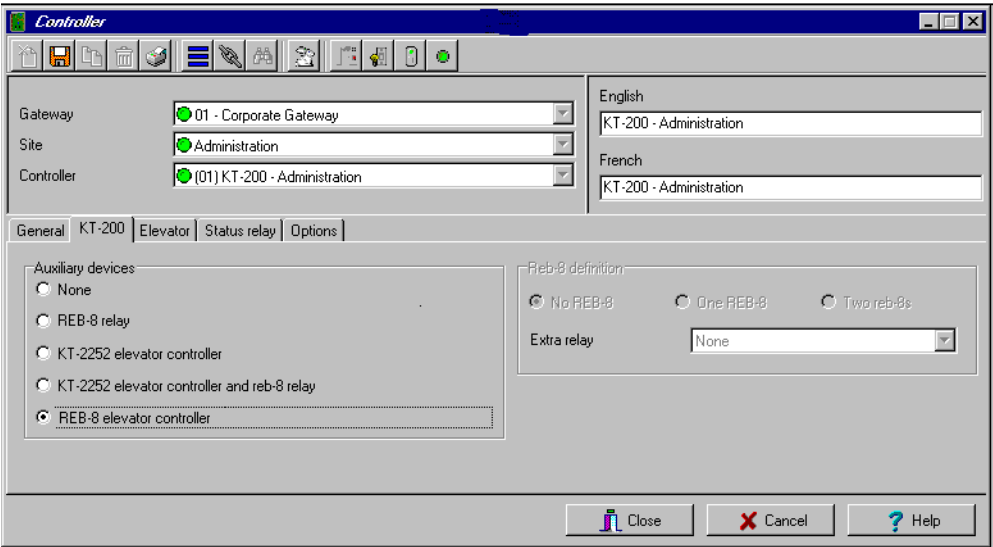 Controller
Gateway
01 - Corporate Gateway
Site
Administration
Controller
(01) KT-200 - Administration
English
KT-200 - Administration
French
KT-200 - Administration
General
KT-200
Elevator
Status relay
Options
Auxiliary devices
None
REB-8 relay
KT-2252 elevator controller
KT-2252 elevator controller and reb-8 relay
REB-8 elevator controller
Reb-8 definition
No REB-8
One REB-8
Two reb-8s
Extra relay
None
Close
Cancel
Help